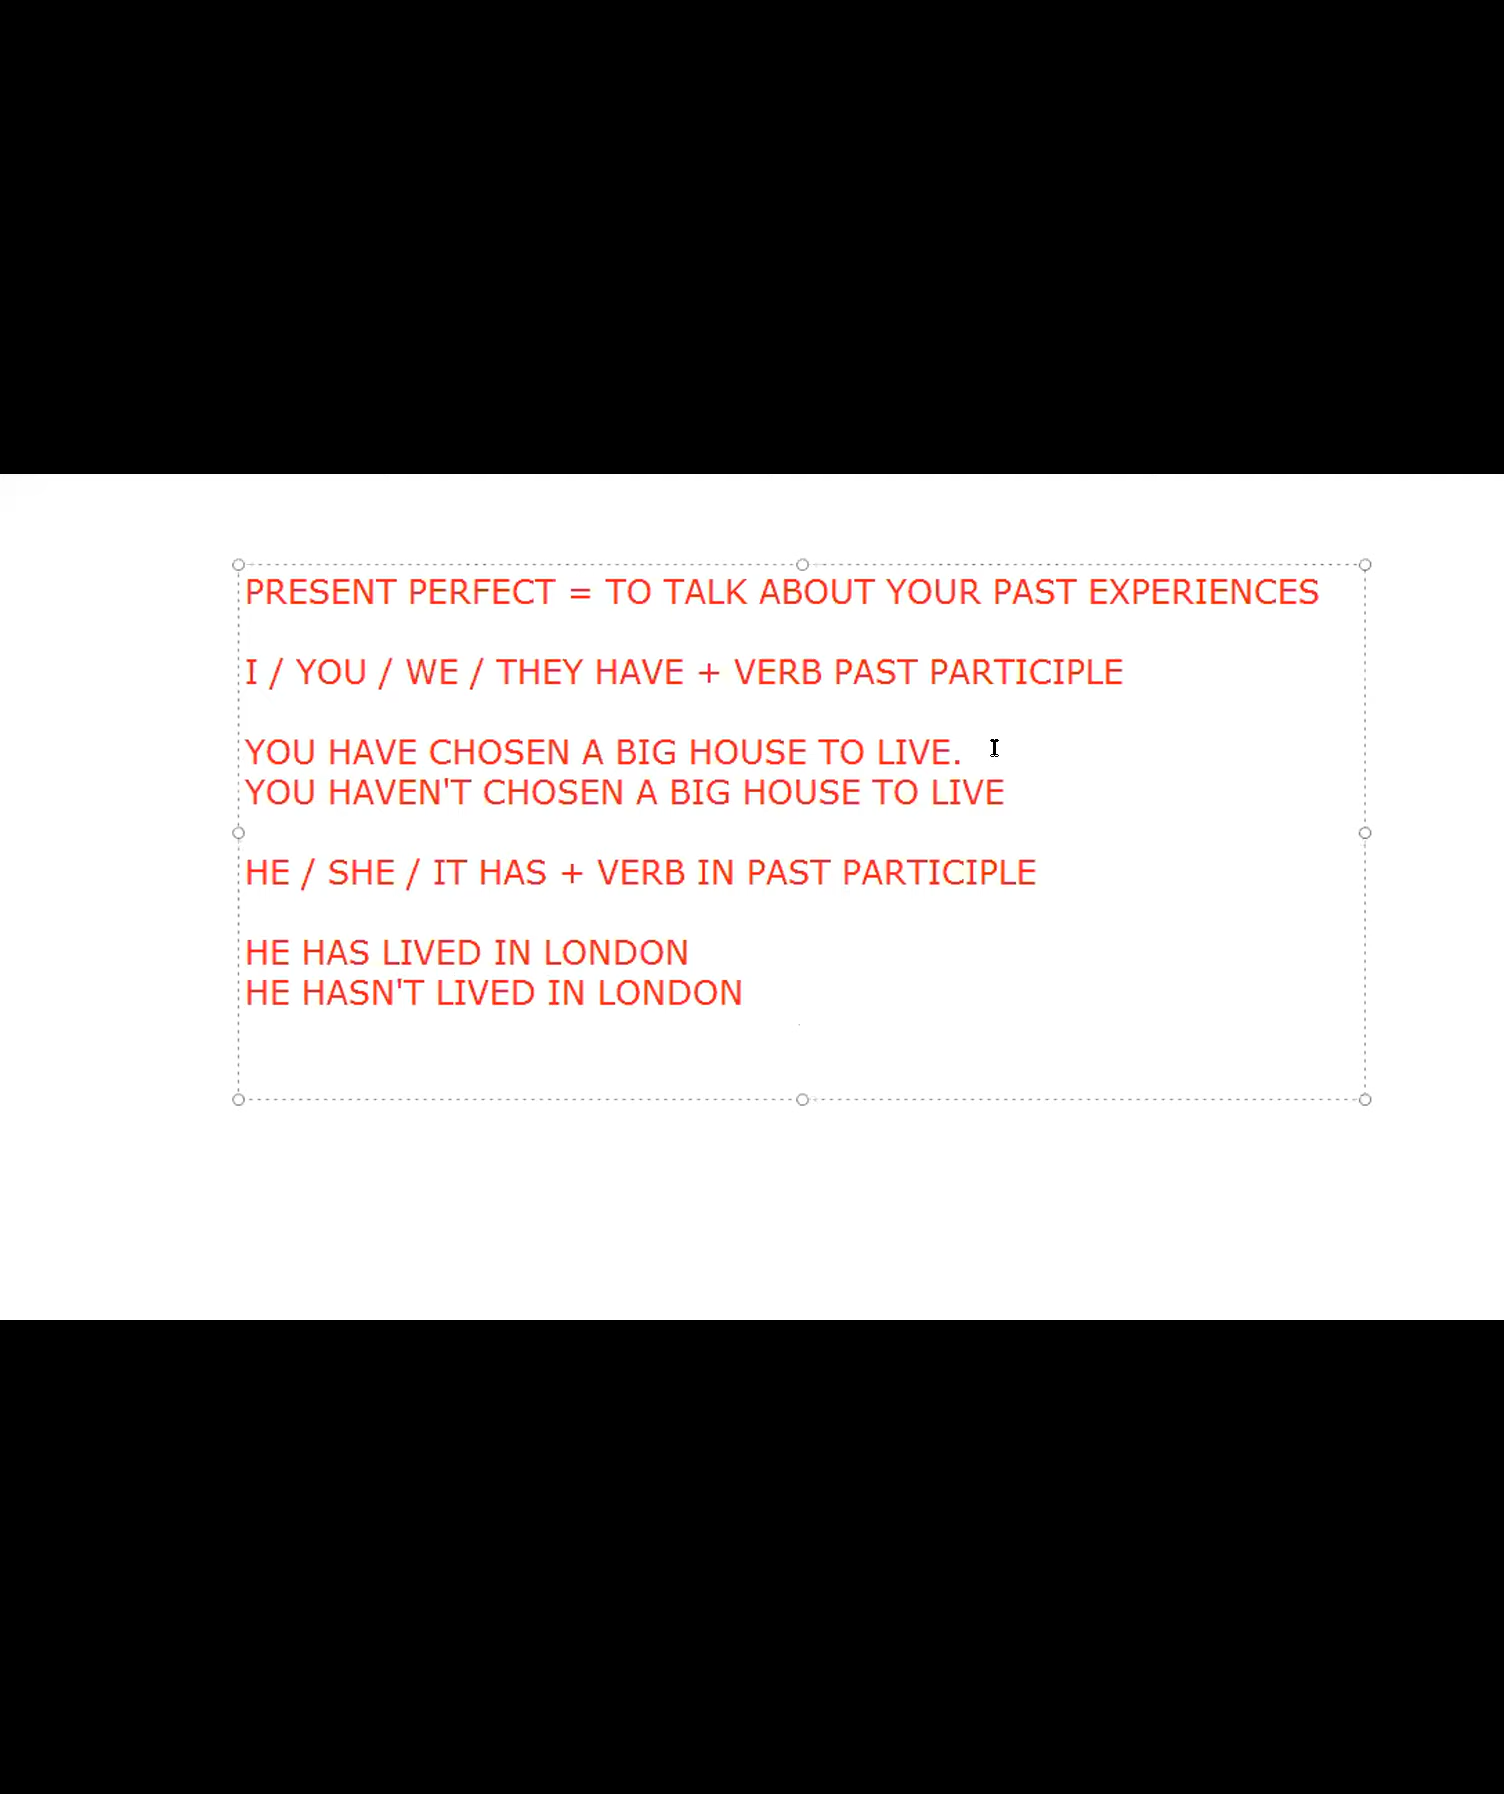 PRESENT PERFECT = TO TALK ABOUT YOUR PAST EXPERIENCES
I / YOU / WE / THEY HAVE + VERB PAST PARTICIPLE
YOU HAVE CHOSEN A BIG HOUSE TO LIVE.
YOU HAVEN'T CHOSEN A BIG HOUSE TO LIVE
HE / SHE / IT HAS + VERB IN PAST PARTICIPLE
HE HAS LIVED IN LONDON
HE HASN'T LIVED IN LONDON